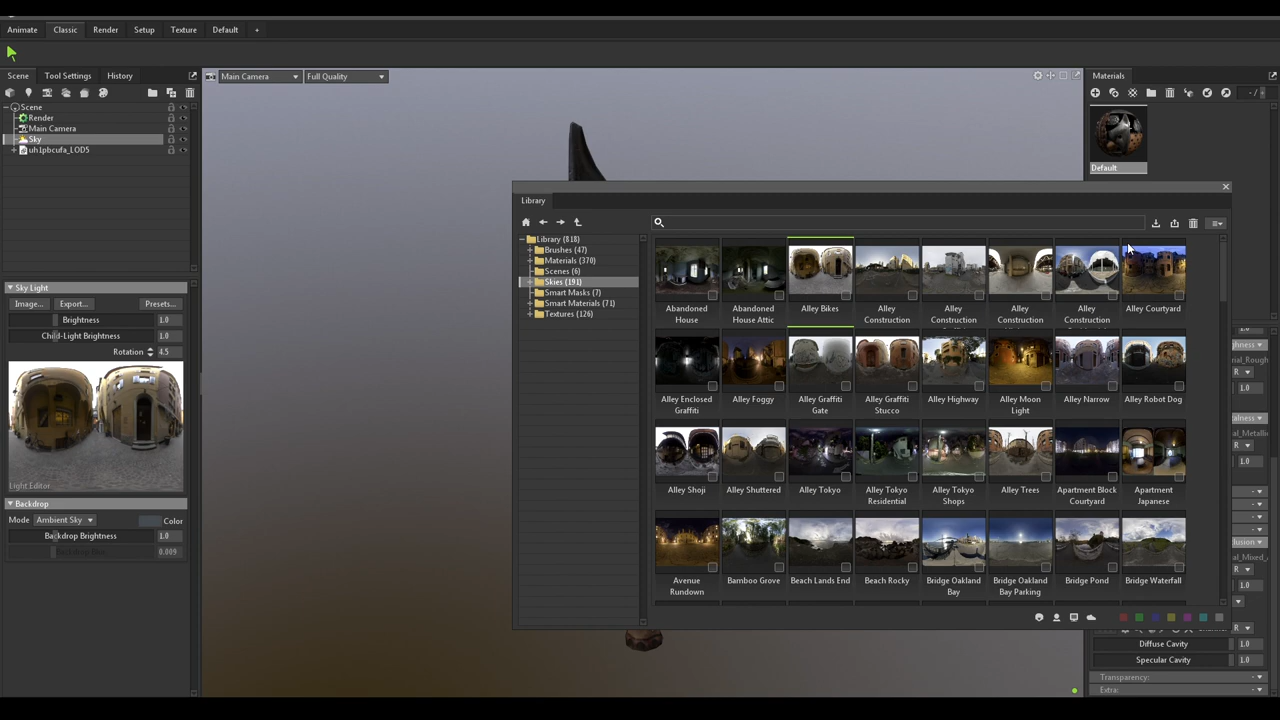 Animate Classic Render Setup Texture Default +
Scene Tool Settings History
Main Camera Full Quality
Materials
Scene
Render
Main Camera
Sky
uh1pbcufa_LOD5
Default
Library
Library (818)
Brushes (47)
Materials (370)
Scenes (6)
Skies (191)
Smart Masks (7)
Smart Materials (71)
Textures (126)
Abandoned House
Abandoned House Attic
Alley Bikes
Alley Construction
Alley Construction
Alley Construction
Alley Construction
Alley Courtyard
Alley Enclosed Graffiti
Alley Foggy
Alley Graffiti Gate
Alley Graffiti Stucco
Alley Highway
Alley Moon Light
Alley Narrow
Alley Robot Dog
Alley Shoji
Alley Shuttered
Alley Tokyo
Alley Tokyo Residential
Alley Tokyo Shops
Alley Trees
Apartment Block Courtyard
Apartment Japanese
Avenue Rundown
Bamboo Grove
Beach Lands End
Beach Rocky
Bridge Oakland Bay
Bridge Oakland Bay Parking
Bridge Pond
Bridge Waterfall
Sky Light
Image... Export... Presets...
Brightness 1.0
Child-Light Brightness 1.0
Rotation 4.5
Light Editor
Backdrop
Mode Ambient Sky Color
Backdrop Brightness 1.0
Backdrop Blur 0.009
R
1.0
R
1.0
R
1.0
R
Diffuse Cavity 1.0
Specular Cavity 1.0
Transparency:
Extra: